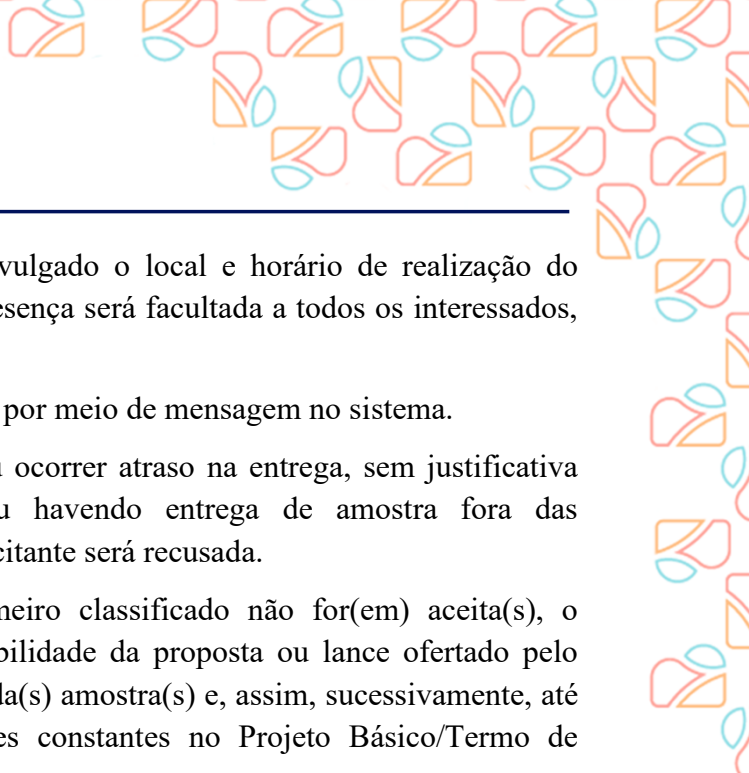 vulgado o local e horário de realização do
esença será facultada a todos os interessados,
por meio de mensagem no sistema.
ocorrer atraso na entrega, sem justificativa
u havendo entrega de amostra fora das
citante será recusada.
meiro classificado não for(em) aceita(s), o
bilidade da proposta ou lance ofertado pelo
da(s) amostra(s) e, assim, sucessivamente, até
es constantes no Projeto Básico/Termo de